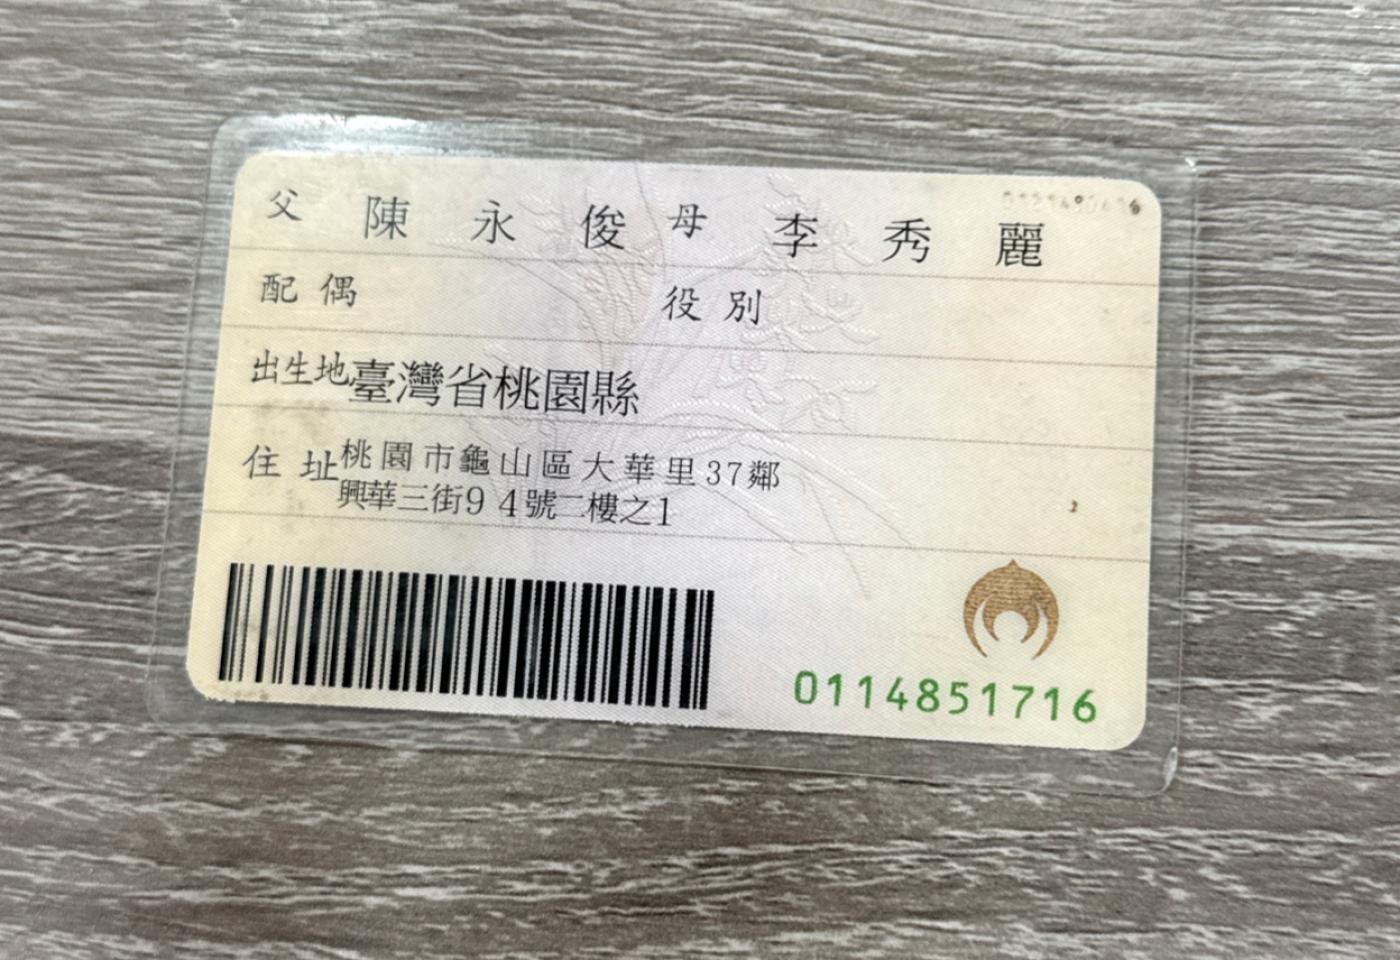 父 陳永俊 母 李秀麗
配偶 役別
出生地 臺灣省桃園縣
住址 桃園市龜山區大華里37鄰
興華三街94號二樓之1
0114851716